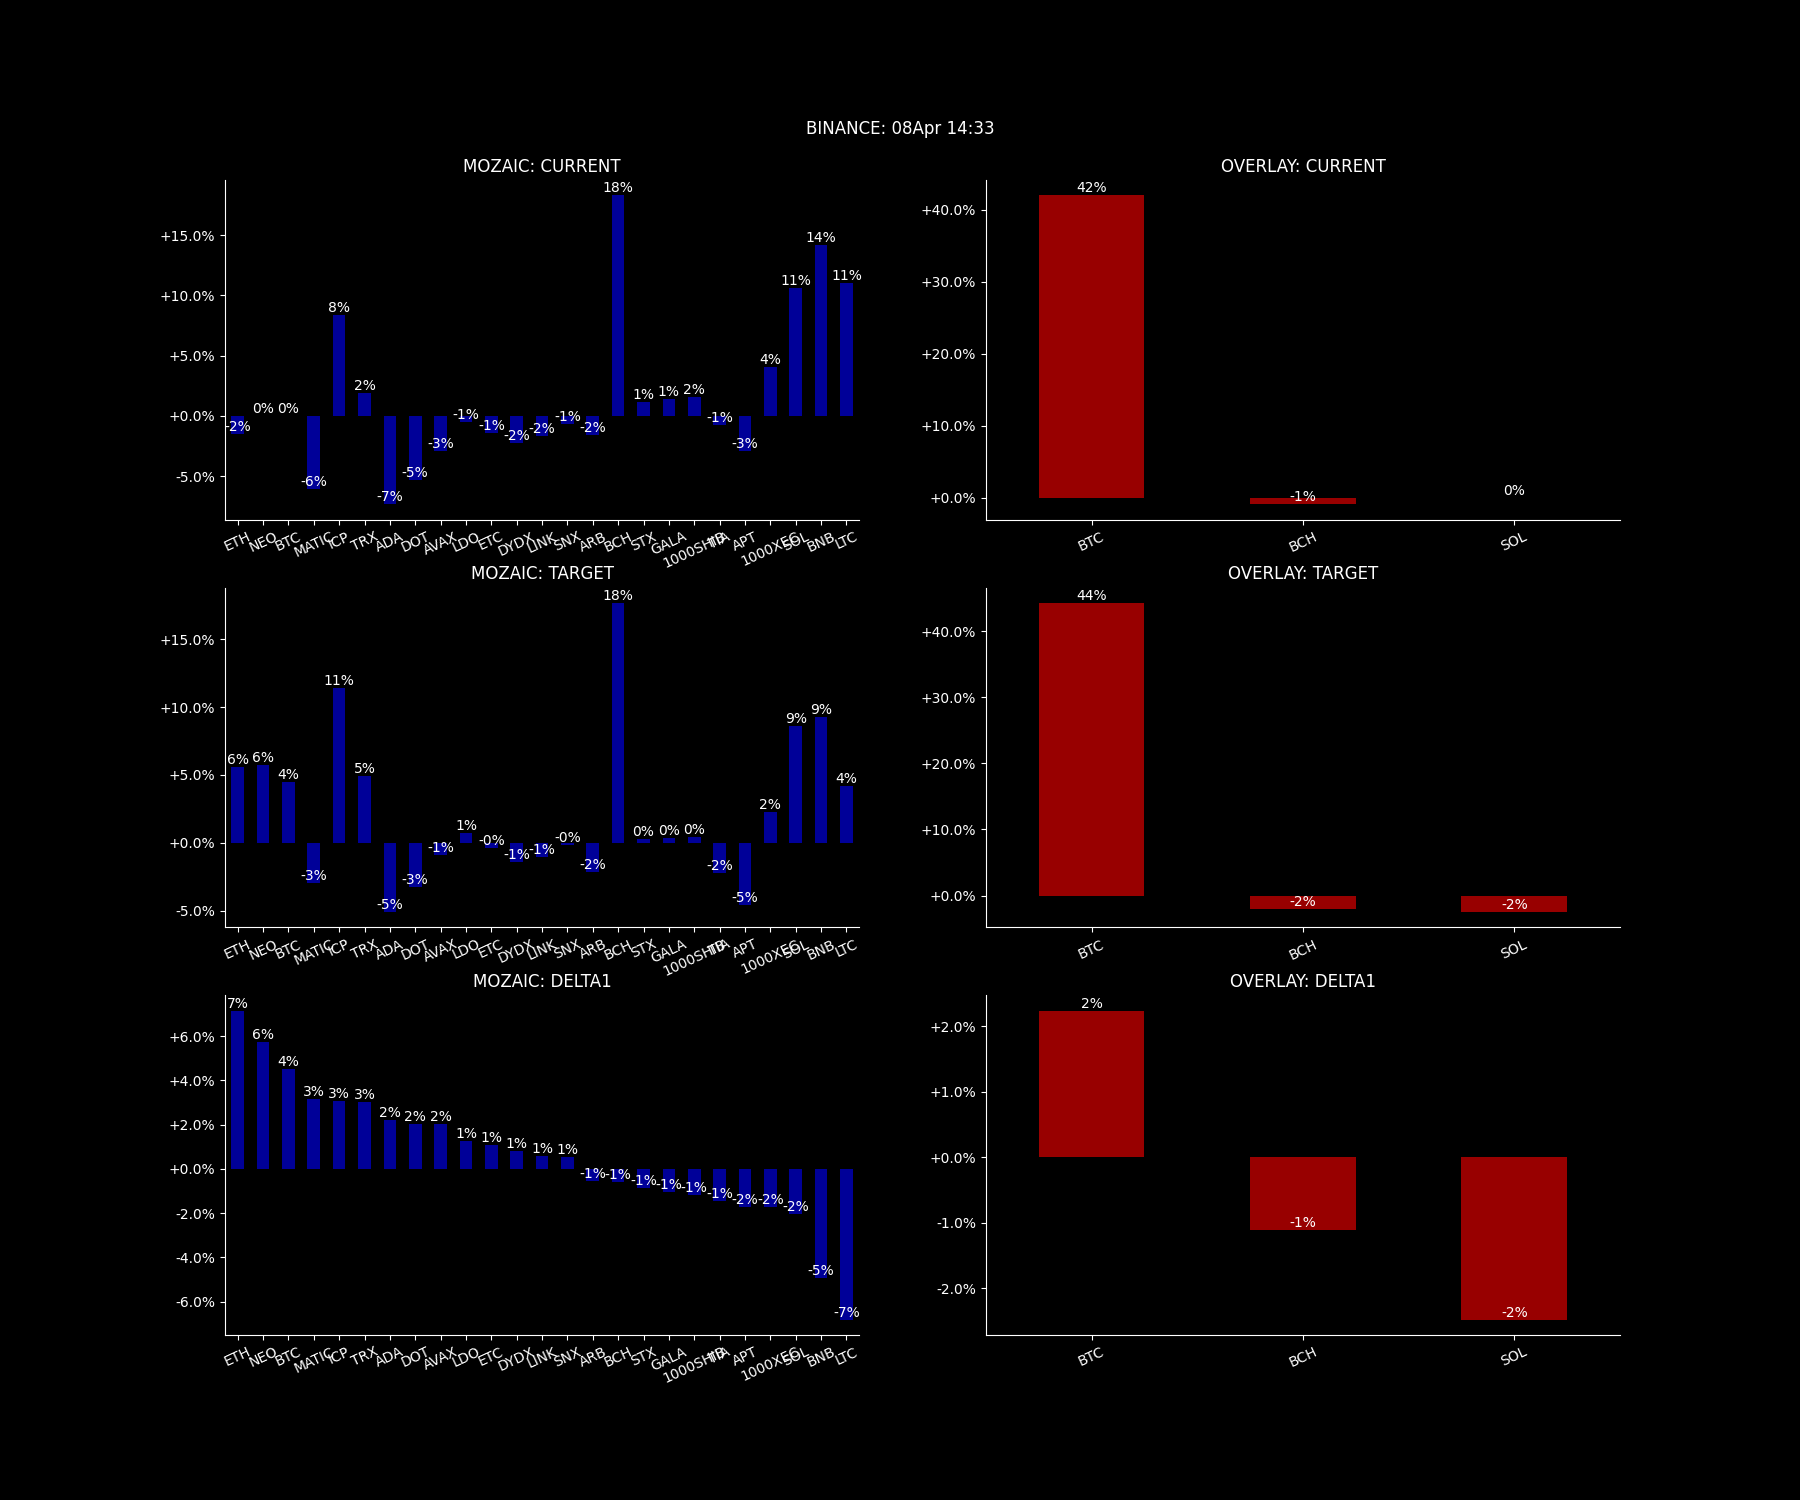 BINANCE: 08Apr 14:33
MOZAIC: CURRENT
+15.0%
+10.0%
+5.0%
+0.0%
-5.0%
-2% 0% 0% -6% 8% 2% -7% -5% -3% -1% -1% -2% -2% -1% -2% 18% 1% 1% 2% -1% -3% 4% 11% 14% 11%
ETH NEO BTC MATIC ICP TRX ADA DOT AVAX LDO ETC DYDX LINK SNX ARB BCH STX GALA 1000SHIB TIA APT 1000XEC SOL BNB LTC
OVERLAY: CURRENT
+40.0%
+30.0%
+20.0%
+10.0%
+0.0%
42% -1% 0%
BTC BCH SOL
MOZAIC: TARGET
+15.0%
+10.0%
+5.0%
+0.0%
-5.0%
6% 6% 4% -3% 11% 5% -5% -3% -1% 1% -0% -1% -1% -0% -2% 18% 0% 0% 0% -2% -5% 2% 9% 9% 4%
ETH NEO BTC MATIC ICP TRX ADA DOT AVAX LDO ETC DYDX LINK SNX ARB BCH STX GALA 1000SHIB TIA APT 1000XEC SOL BNB LTC
OVERLAY: TARGET
+40.0%
+30.0%
+20.0%
+10.0%
+0.0%
44% -2% -2%
BTC BCH SOL
MOZAIC: DELTA1
+6.0%
+4.0%
+2.0%
+0.0%
-2.0%
-4.0%
-6.0%
7% 6% 4% 3% 3% 3% 2% 2% 2% 1% 1% 1% 1% 1% -1% -1% -1% -1% -1% -1% -2% -2% -2% -5% -7%
ETH NEO BTC MATIC ICP TRX ADA DOT AVAX LDO ETC DYDX LINK SNX ARB BCH STX GALA 1000SHIB TIA APT 1000XEC SOL BNB LTC
OVERLAY: DELTA1
+2.0%
+1.0%
+0.0%
-1.0%
-2.0%
2% -1% -2%
BTC BCH SOL